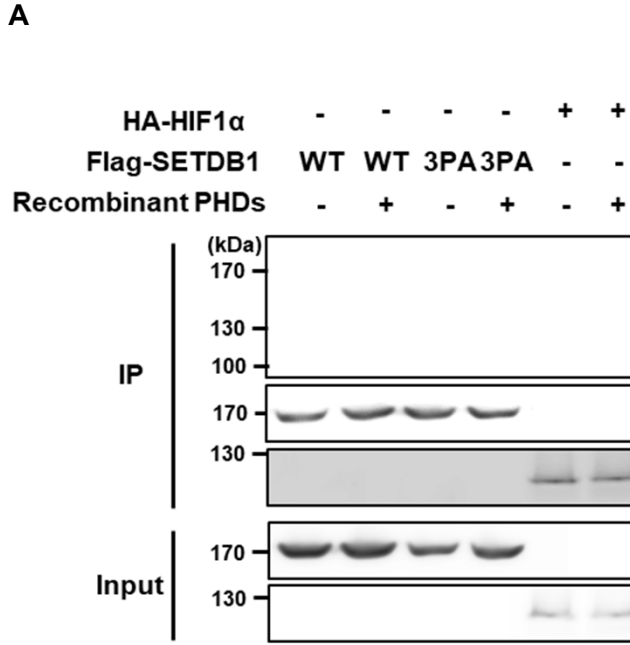 A
HA-HIF1α - - - - + +
Flag-SETDB1 WT WT 3PA 3PA - -
Recombinant PHDs - + - + - +
(kDa)
170
130
100
IP
170
130
170
Input
130